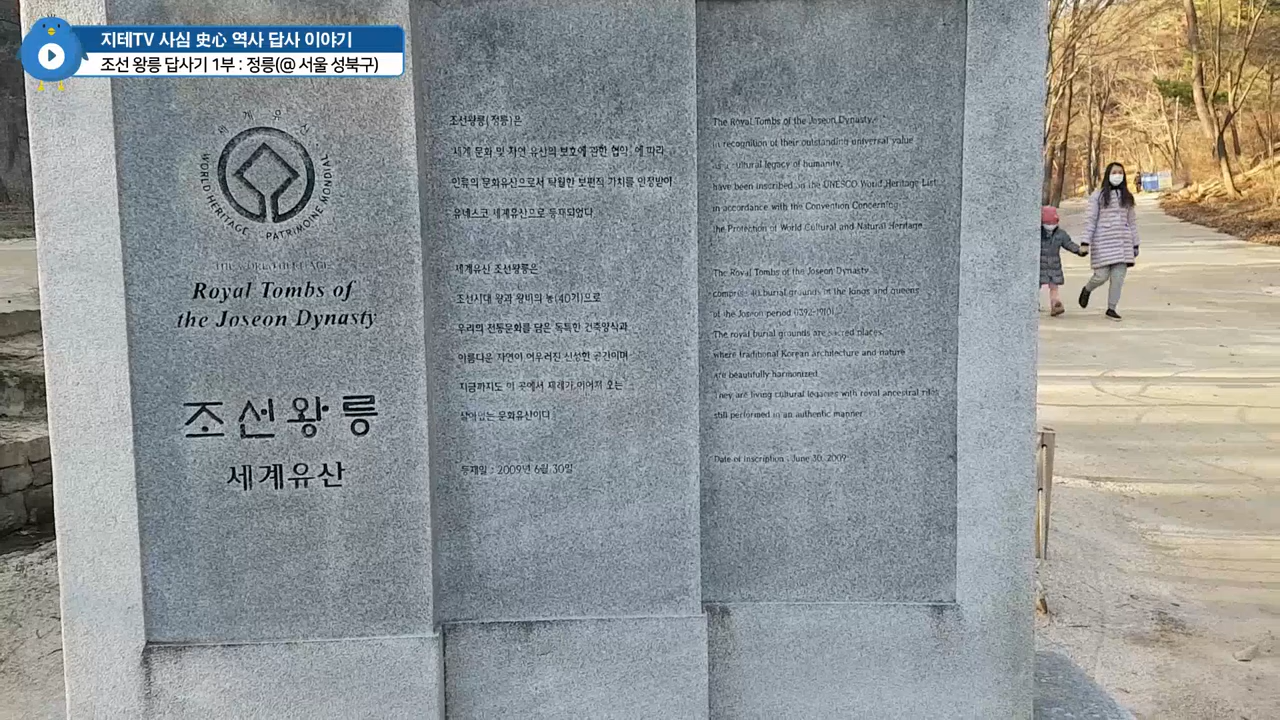 지테TV 사심 史心 역사 답사 이야기
조선 왕릉 답사기 1부 : 정릉(@ 서울 성북구)
세계유산
WORLD HERITAGE · PATRIMOINE MONDIAL
THE WORLD HERITAGE
Royal Tombs of
the Joseon Dynasty
조선왕릉
세계유산
조선왕릉(정릉)은
'세계 문화 및 자연 유산의 보호에 관한 협약'에 따라
인류의 문화유산으로서 탁월한 보편적 가치를 인정받아
유네스코 세계유산으로 등재되었다.
세계유산 조선왕릉은
조선시대 왕과 왕비의 능(40기)으로
우리의 전통문화를 담은 독특한 건축양식과
아름다운 자연이 어우러진 신성한 공간이며
지금까지도 이 곳에서 제례가 이어져 오는
살아있는 문화유산이다.
등재일 : 2009년 6월 30일
The Royal Tombs of the Joseon Dynasty,
in recognition of their outstanding universal value
as a cultural legacy of humanity,
have been inscribed on the UNESCO World Heritage List
in accordance with the Convention Concerning
the Protection of World Cultural and Natural Heritage.
The Royal Tombs of the Joseon Dynasty
comprise 40 burial grounds of the kings and queens
of the Joseon period (1392-1910).
The royal burial grounds are sacred places
where traditional Korean architecture and nature
are beautifully harmonized.
They are living cultural legacies with royal ancestral rites
still performed in an authentic manner.
Date of Inscription : June 30, 2009